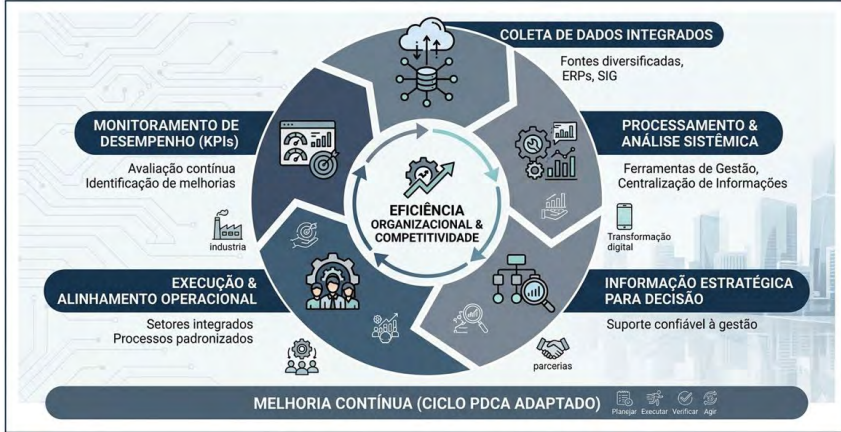 COLETA DE DADOS INTEGRADOS
Fontes diversificadas,
ERPs, SIG
PROCESSAMENTO &
ANÁLISE SISTÊMICA
Ferramentas de Gestão,
Centralização de Informações
Transformação
digital
INFORMAÇÃO ESTRATÉGICA
PARA DECISÃO
Suporte confiável à gestão
parcerias
EXECUÇÃO &
ALINHAMENTO OPERACIONAL
Setores integrados
Processos padronizados
MONITORAMENTO DE
DESEMPENHO (KPIs)
Avaliação contínua
Identificação de melhorias
industria
EFICIÊNCIA
ORGANIZACIONAL &
COMPETITIVIDADE
MELHORIA CONTÍNUA (CICLO PDCA ADAPTADO)
Planejar Executar Verificar Agir